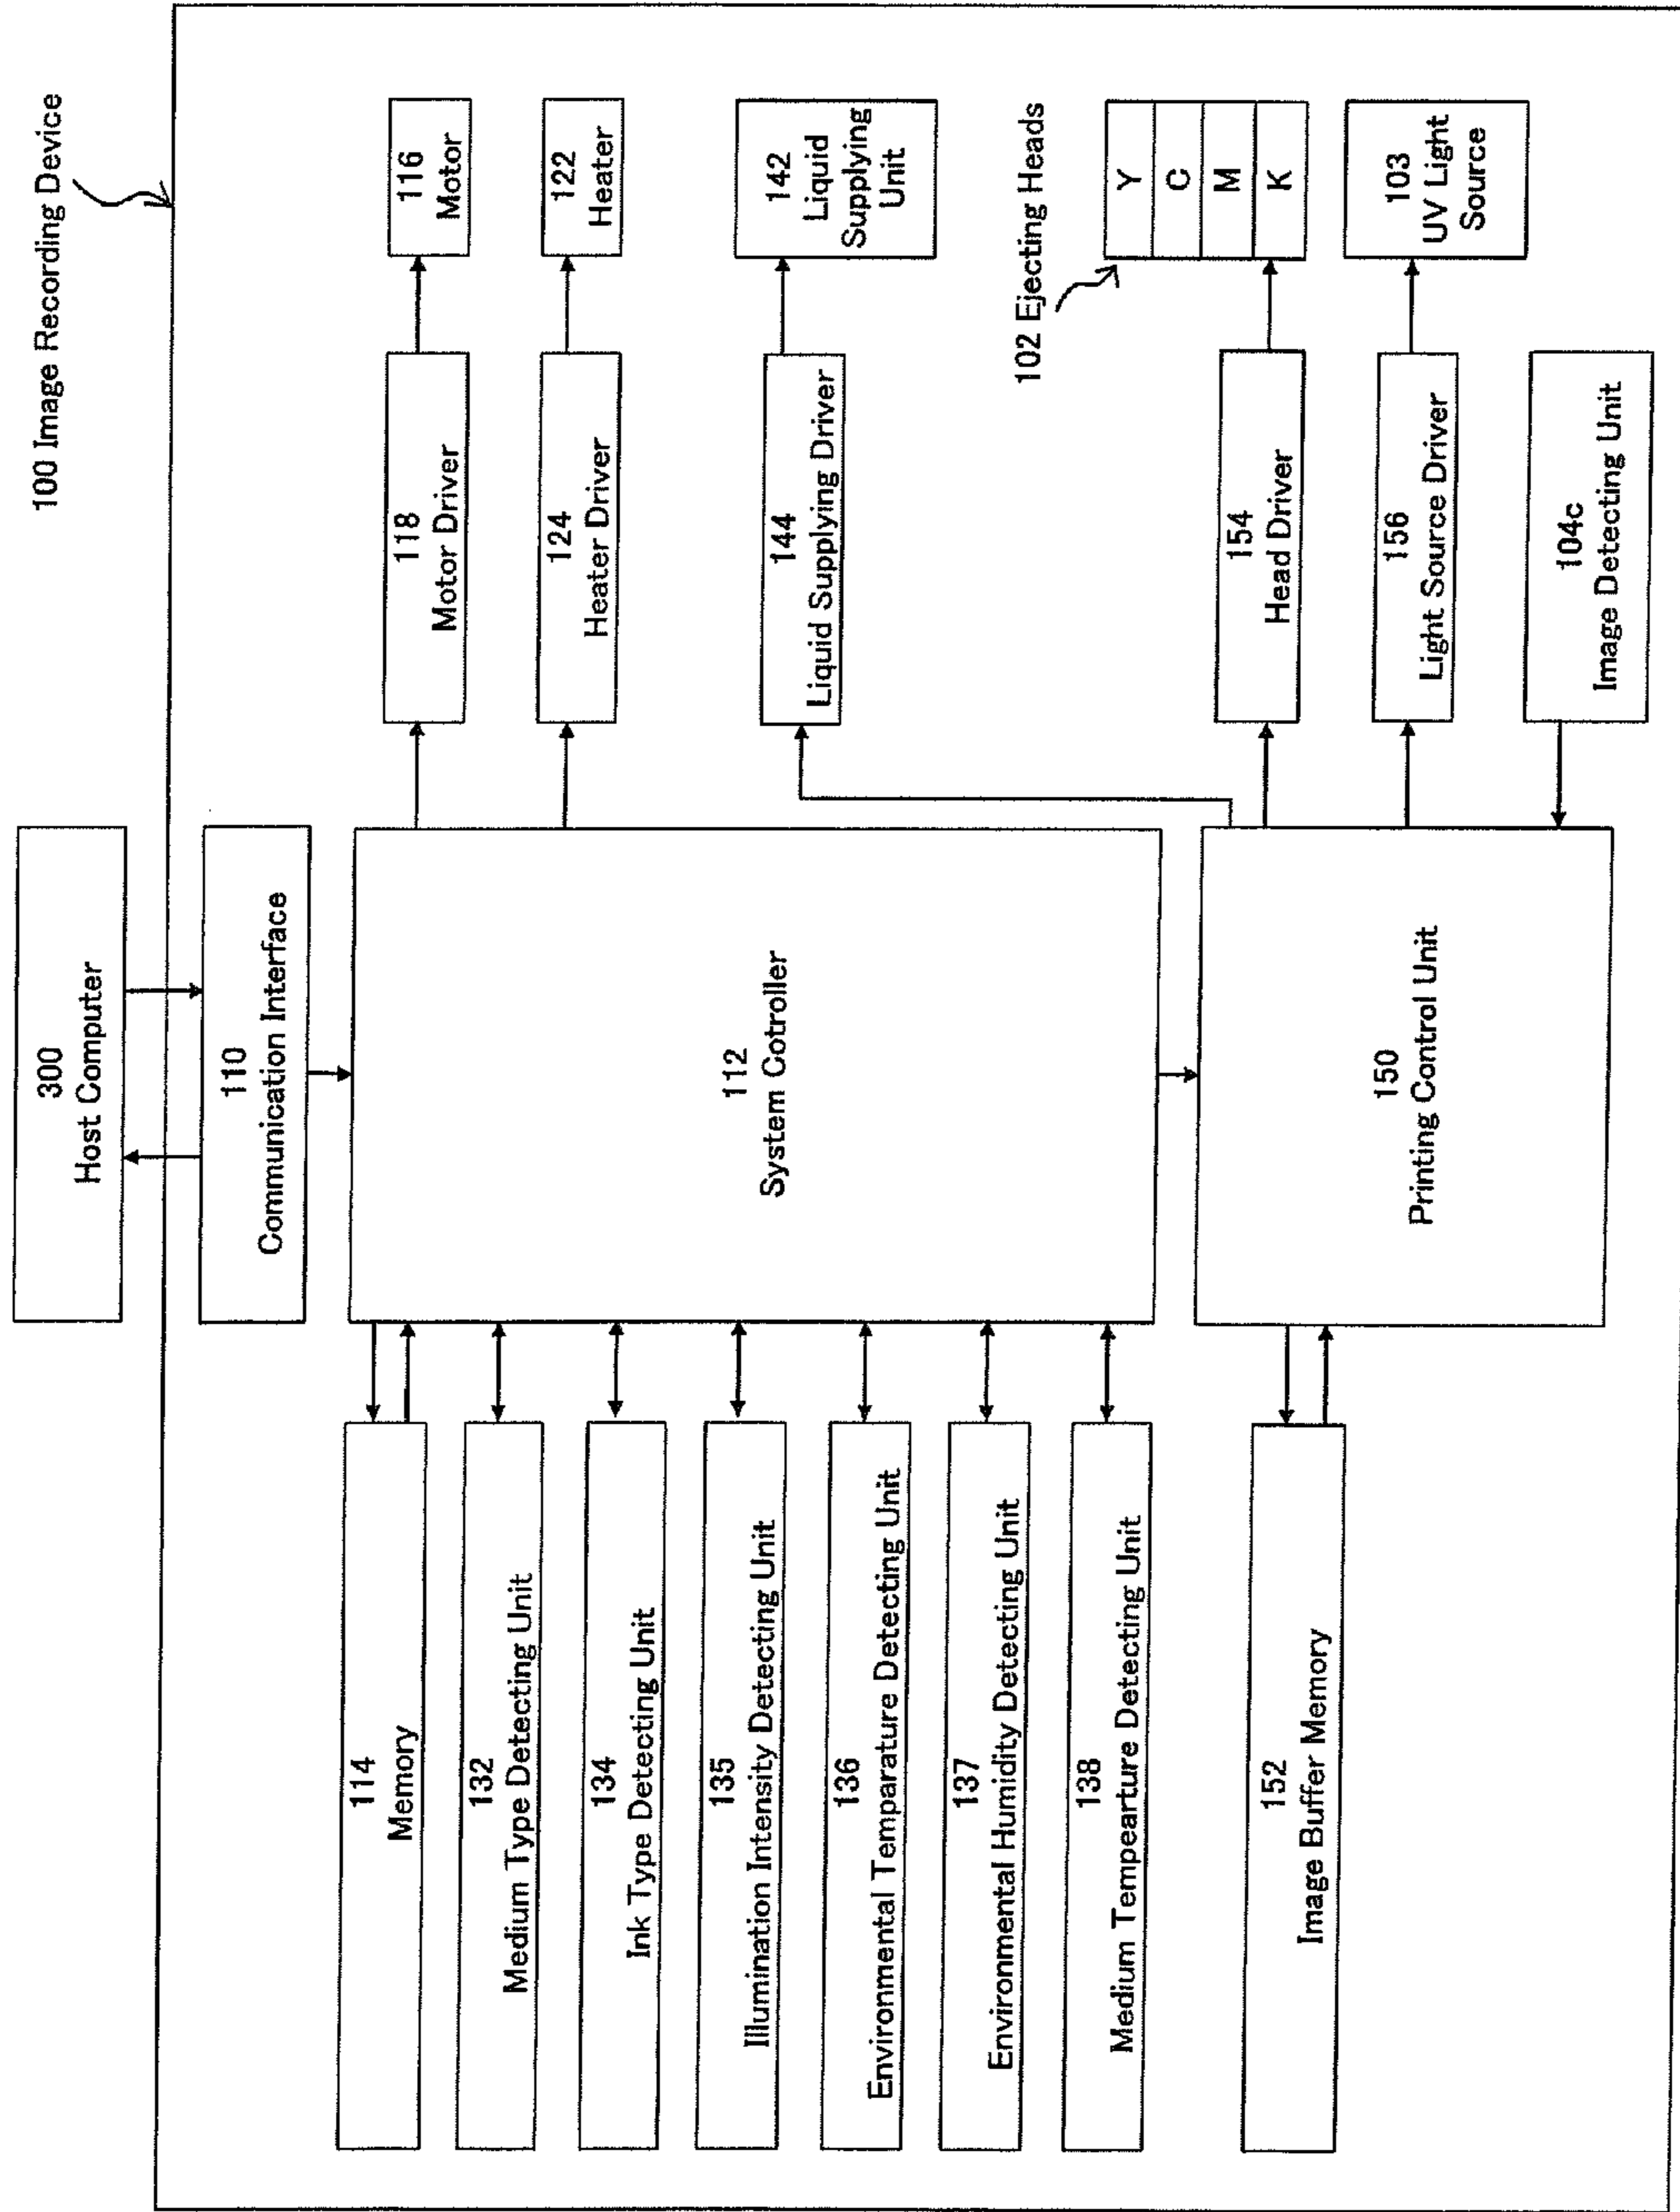 100 Image Recording Device
300
Host Computer
110
Communication Interface
112
System Cotroller
150
Printing Control Unit
114
Memory
132
Medium Type Detecting Unit
134
Ink Type Detecting Unit
135
Illumination Intensity Detecting Unit
136
Environmental Temparature Detecting Unit
137
Environmental Humidity Detecting Unit
138
Medium Tempearture Detecting Unit
152
Image Buffer Memory
118
Motor Driver
116
Motor
124
Heater Driver
122
Heater
144
Liquid Supplying Driver
142
Liquid
Supplying
Unit
102 Ejecting Heads
Y
C
M
K
154
Head Driver
156
Light Source Driver
103
UV Light
Source
104c
Image Detecting Unit